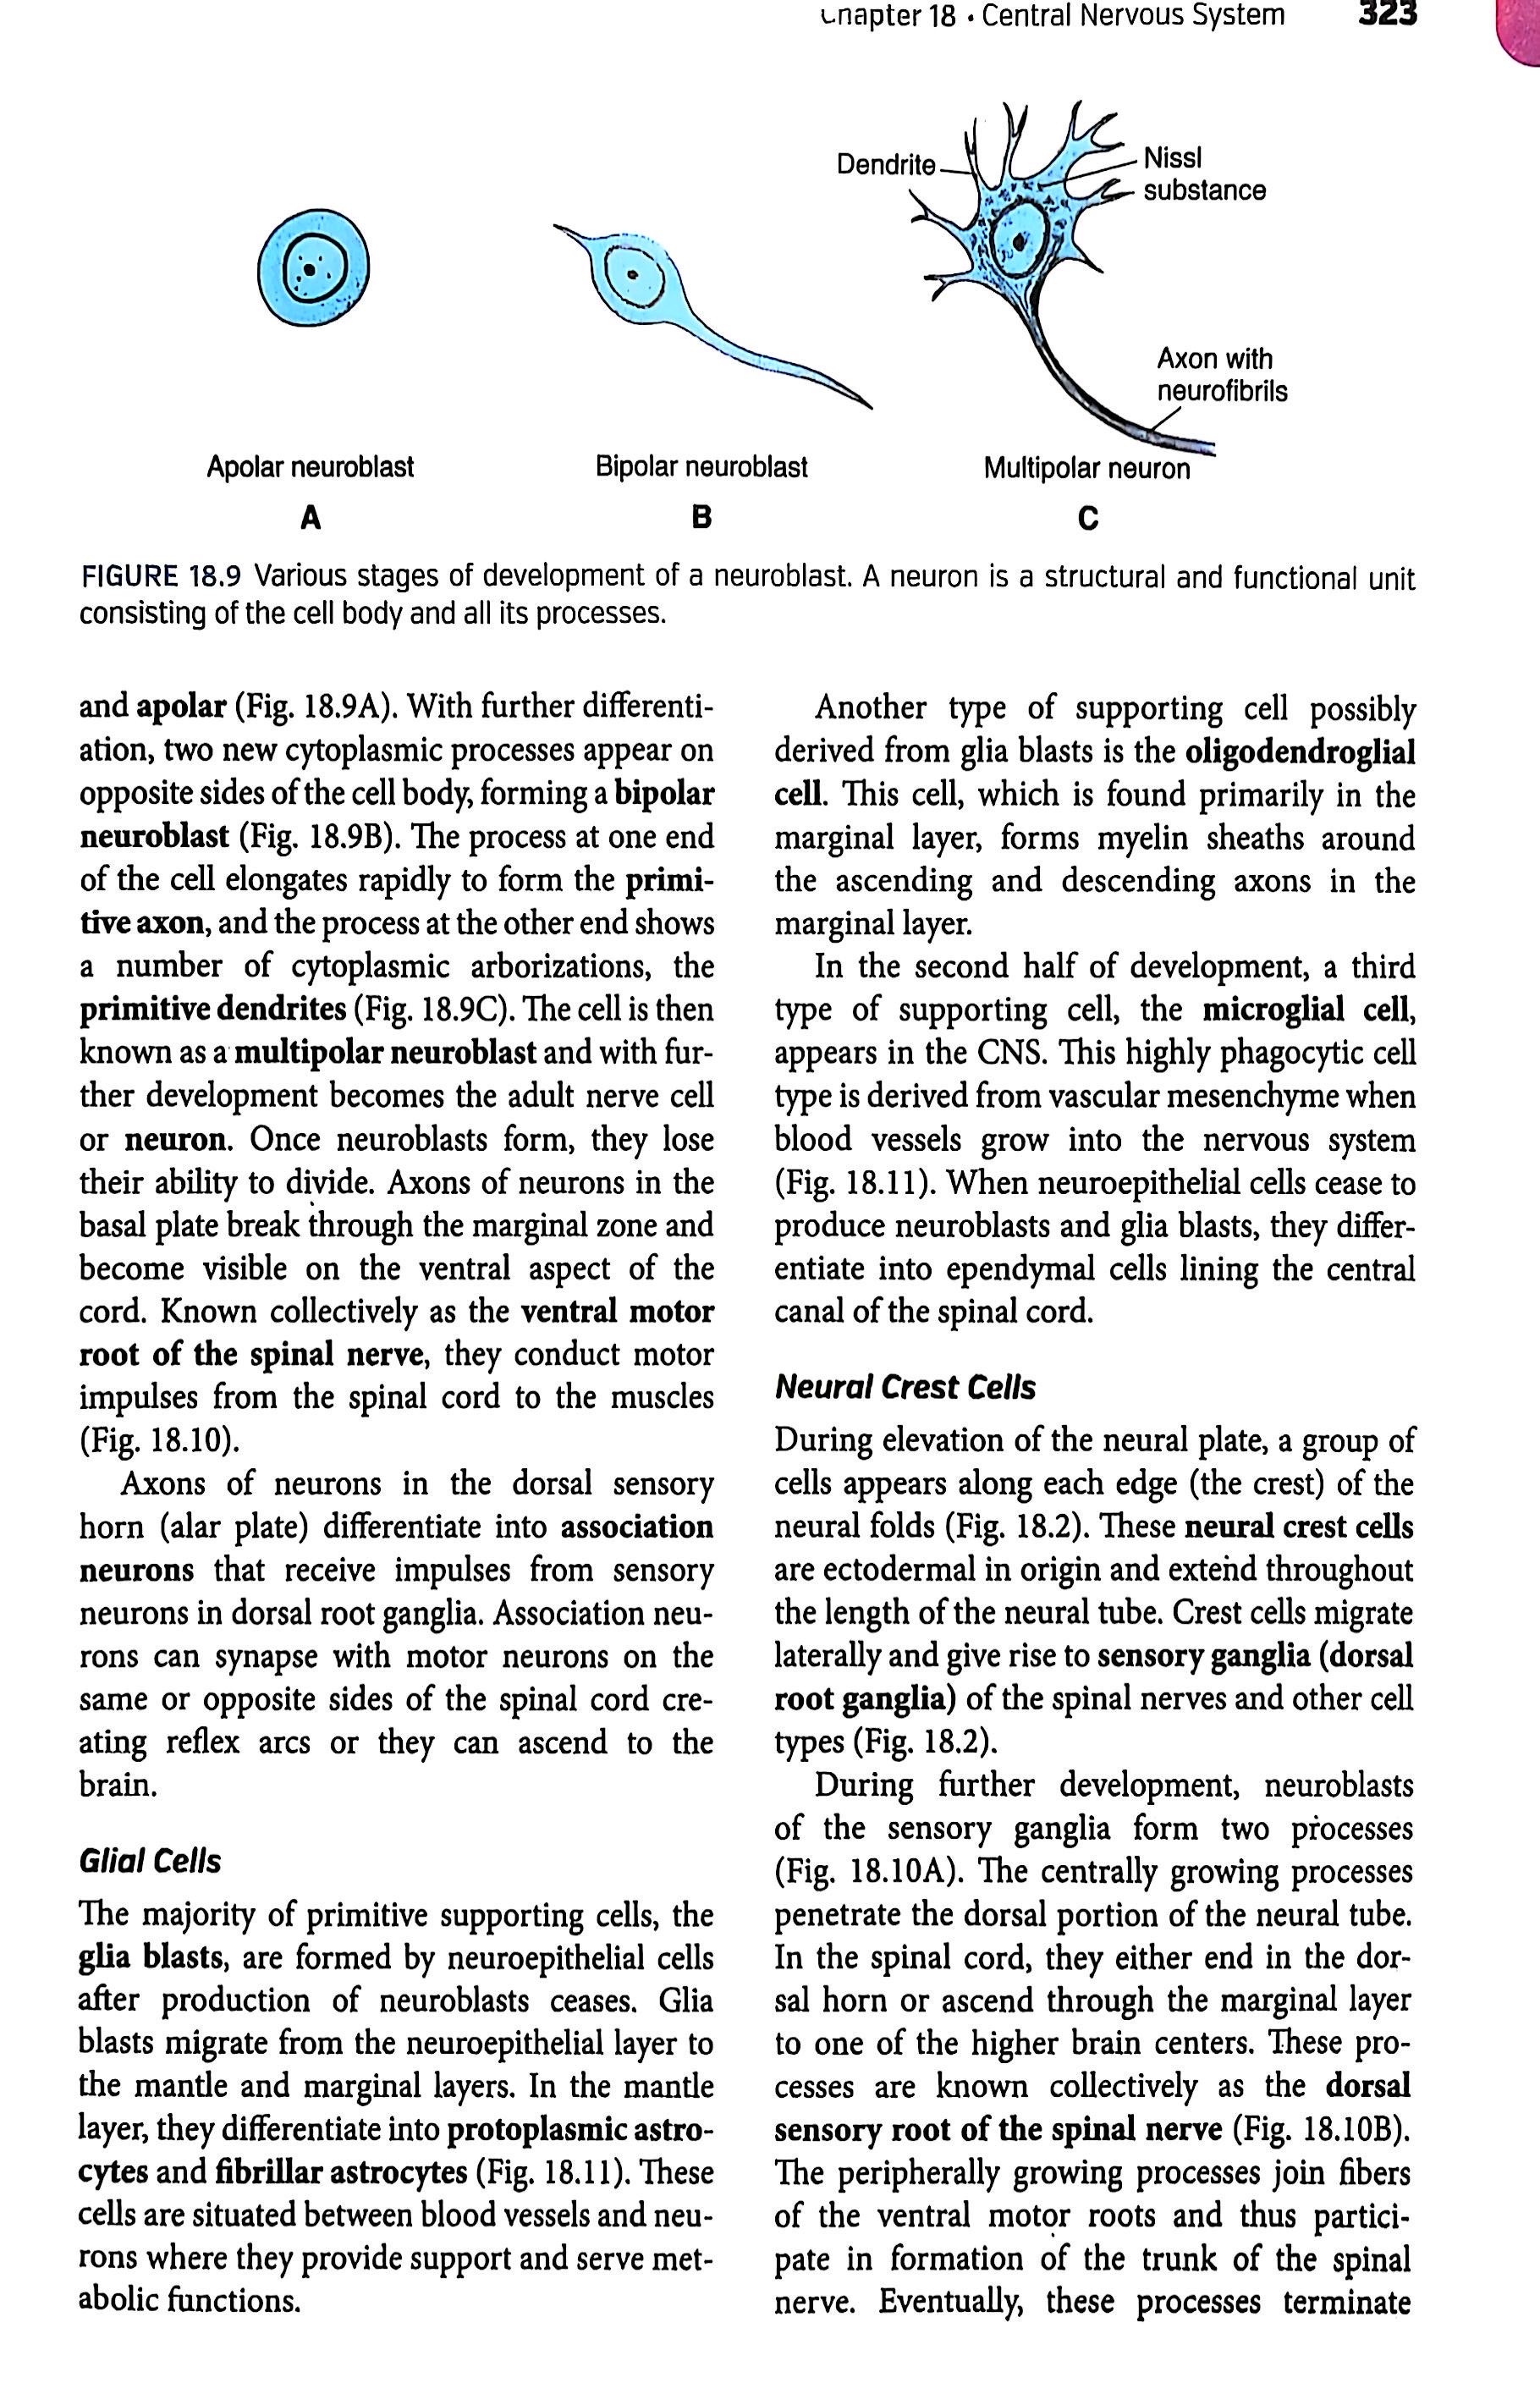 Chapter 18 • Central Nervous System 323
Dendrite
Nissl
substance
Axon with
neurofibrils
Apolar neuroblast
Bipolar neuroblast
Multipolar neuron
A
B
C
FIGURE 18.9 Various stages of development of a neuroblast. A neuron is a structural and functional unit
consisting of the cell body and all its processes.
and apolar (Fig. 18.9A). With further differenti-
ation, two new cytoplasmic processes appear on
opposite sides of the cell body, forming a bipolar
neuroblast (Fig. 18.9B). The process at one end
of the cell elongates rapidly to form the primi-
tive axon, and the process at the other end shows
a number of cytoplasmic arborizations, the
primitive dendrites (Fig. 18.9C). The cell is then
known as a multipolar neuroblast and with fur-
ther development becomes the adult nerve cell
or neuron. Once neuroblasts form, they lose
their ability to divide. Axons of neurons in the
basal plate break through the marginal zone and
become visible on the ventral aspect of the
cord. Known collectively as the ventral motor
root of the spinal nerve, they conduct motor
impulses from the spinal cord to the muscles
(Fig. 18.10).
Axons of neurons in the dorsal sensory
horn (alar plate) differentiate into association
neurons that receive impulses from sensory
neurons in dorsal root ganglia. Association neu-
rons can synapse with motor neurons on the
same or opposite sides of the spinal cord cre-
ating reflex arcs or they can ascend to the
brain.
Glial Cells
The majority of primitive supporting cells, the
glia blasts, are formed by neuroepithelial cells
after production of neuroblasts ceases. Glia
blasts migrate from the neuroepithelial layer to
the mantle and marginal layers. In the mantle
layer, they differentiate into protoplasmic astro-
cytes and fibrillar astrocytes (Fig. 18.11). These
cells are situated between blood vessels and neu-
rons where they provide support and serve met-
abolic functions.
Another type of supporting cell possibly
derived from glia blasts is the oligodendroglial
cell. This cell, which is found primarily in the
marginal layer, forms myelin sheaths around
the ascending and descending axons in the
marginal layer.
In the second half of development, a third
type of supporting cell, the microglial cell,
appears in the CNS. This highly phagocytic cell
type is derived from vascular mesenchyme when
blood vessels grow into the nervous system
(Fig. 18.11). When neuroepithelial cells cease to
produce neuroblasts and glia blasts, they differ-
entiate into ependymal cells lining the central
canal of the spinal cord.
Neural Crest Cells
During elevation of the neural plate, a group of
cells appears along each edge (the crest) of the
neural folds (Fig. 18.2). These neural crest cells
are ectodermal in origin and extend throughout
the length of the neural tube. Crest cells migrate
laterally and give rise to sensory ganglia (dorsal
root ganglia) of the spinal nerves and other cell
types (Fig. 18.2).
During further development, neuroblasts
of the sensory ganglia form two processes
(Fig. 18.10A). The centrally growing processes
penetrate the dorsal portion of the neural tube.
In the spinal cord, they either end in the dor-
sal horn or ascend through the marginal layer
to one of the higher brain centers. These pro-
cesses are known collectively as the dorsal
sensory root of the spinal nerve (Fig. 18.10B).
The peripherally growing processes join fibers
of the ventral motor roots and thus partici-
pate in formation of the trunk of the spinal
nerve. Eventually, these processes terminate